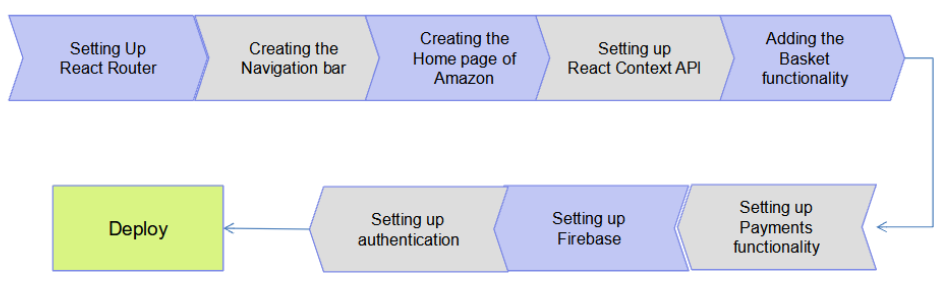 Setting Up
React Router
Creating the
Navigation bar
Creating the
Home page of
Amazon
Setting up
React Context API
Adding the
Basket
functionality
Setting up
Payments
functionality
Setting up
Firebase
Setting up
authentication
Deploy